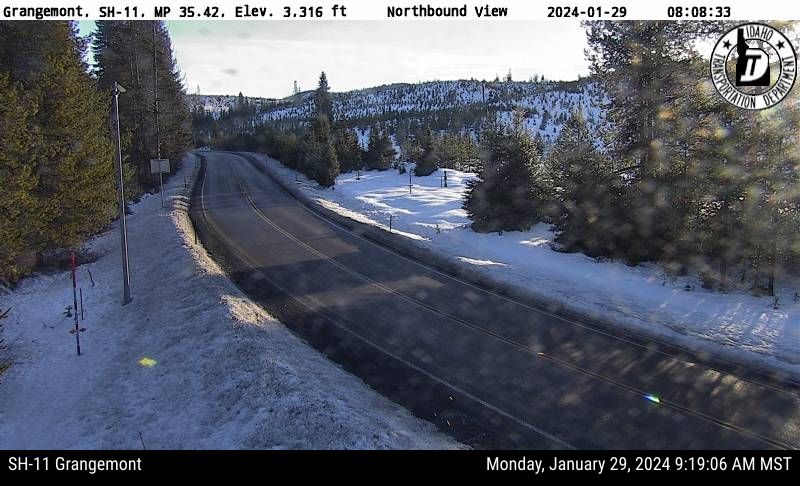 Grangemont, SH-11, MP 35.42, Elev. 3,316 ft Northbound View 2024-01-29 08:08:33
IDAHO
TRANSPORTATION DEPARTMENT
SH-11 Grangemont Monday, January 29, 2024 9:19:06 AM MST